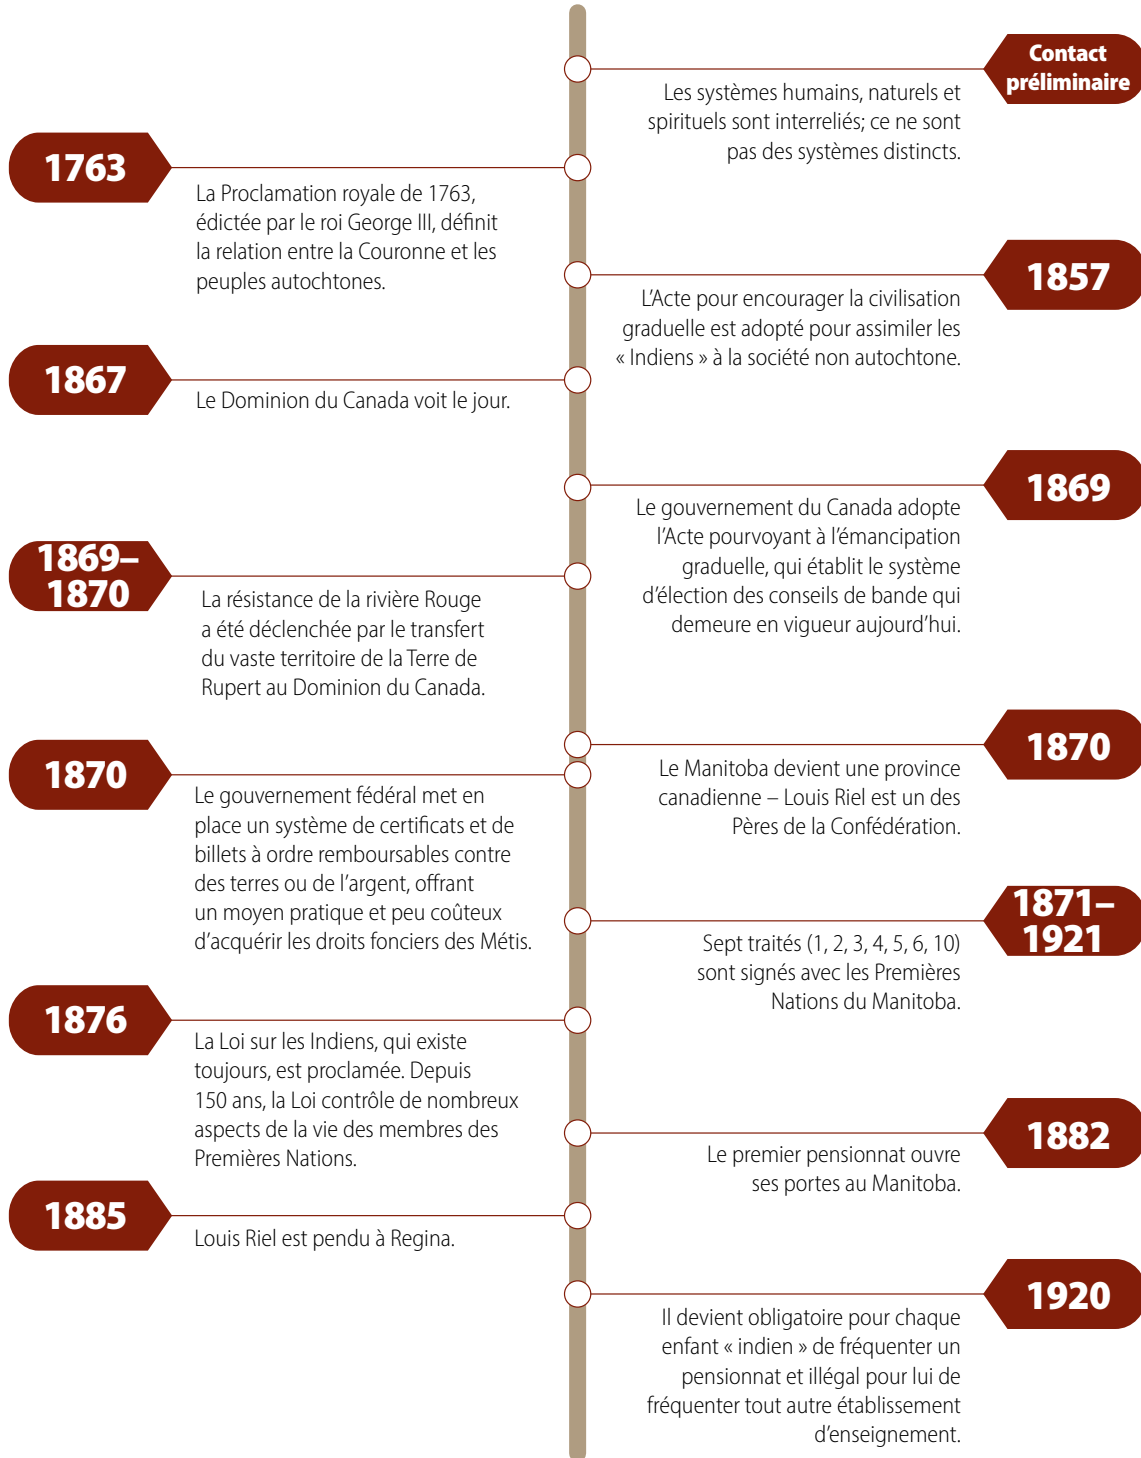 Contact
préliminaire
Les systèmes humains, naturels et
spirituels sont interreliés; ce ne sont
pas des systèmes distincts.
1763
La Proclamation royale de 1763,
édictée par le roi George III, définit
la relation entre la Couronne et les
peuples autochtones.
1857
L’Acte pour encourager la civilisation
graduelle est adopté pour assimiler les
« Indiens » à la société non autochtone.
1867
Le Dominion du Canada voit le jour.
1869
Le gouvernement du Canada adopte
l’Acte pourvoyant à l’émancipation
graduelle, qui établit le système
d’élection des conseils de bande qui
demeure en vigueur aujourd’hui.
1869–
1870
La résistance de la rivière Rouge
a été déclenchée par le transfert
du vaste territoire de la Terre de
Rupert au Dominion du Canada.
1870
Le Manitoba devient une province
canadienne – Louis Riel est un des
Pères de la Confédération.
1870
Le gouvernement fédéral met en
place un système de certificats et de
billets à ordre remboursables contre
des terres ou de l’argent, offrant
un moyen pratique et peu coûteux
d’acquérir les droits fonciers des Métis.
1871–
1921
Sept traités (1, 2, 3, 4, 5, 6, 10)
sont signés avec les Premières
Nations du Manitoba.
1876
La Loi sur les Indiens, qui existe
toujours, est proclamée. Depuis
150 ans, la Loi contrôle de nombreux
aspects de la vie des membres des
Premières Nations.
1882
Le premier pensionnat ouvre
ses portes au Manitoba.
1885
Louis Riel est pendu à Regina.
1920
Il devient obligatoire pour chaque
enfant « indien » de fréquenter un
pensionnat et illégal pour lui de
fréquenter tout autre établissement
d’enseignement.